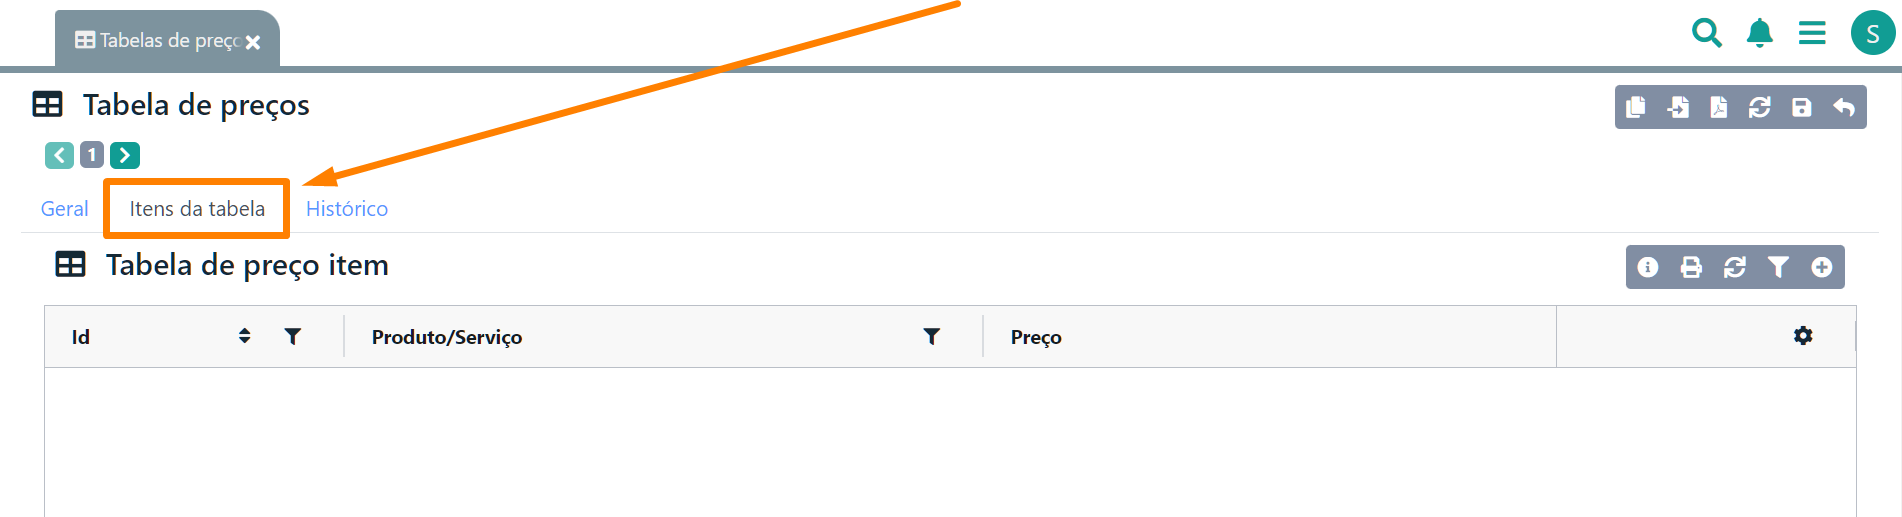 Tabelas de preço
S
Tabela de preços
1
Geral Itens da tabela Histórico
Tabela de preço item
Id Produto/Serviço Preço